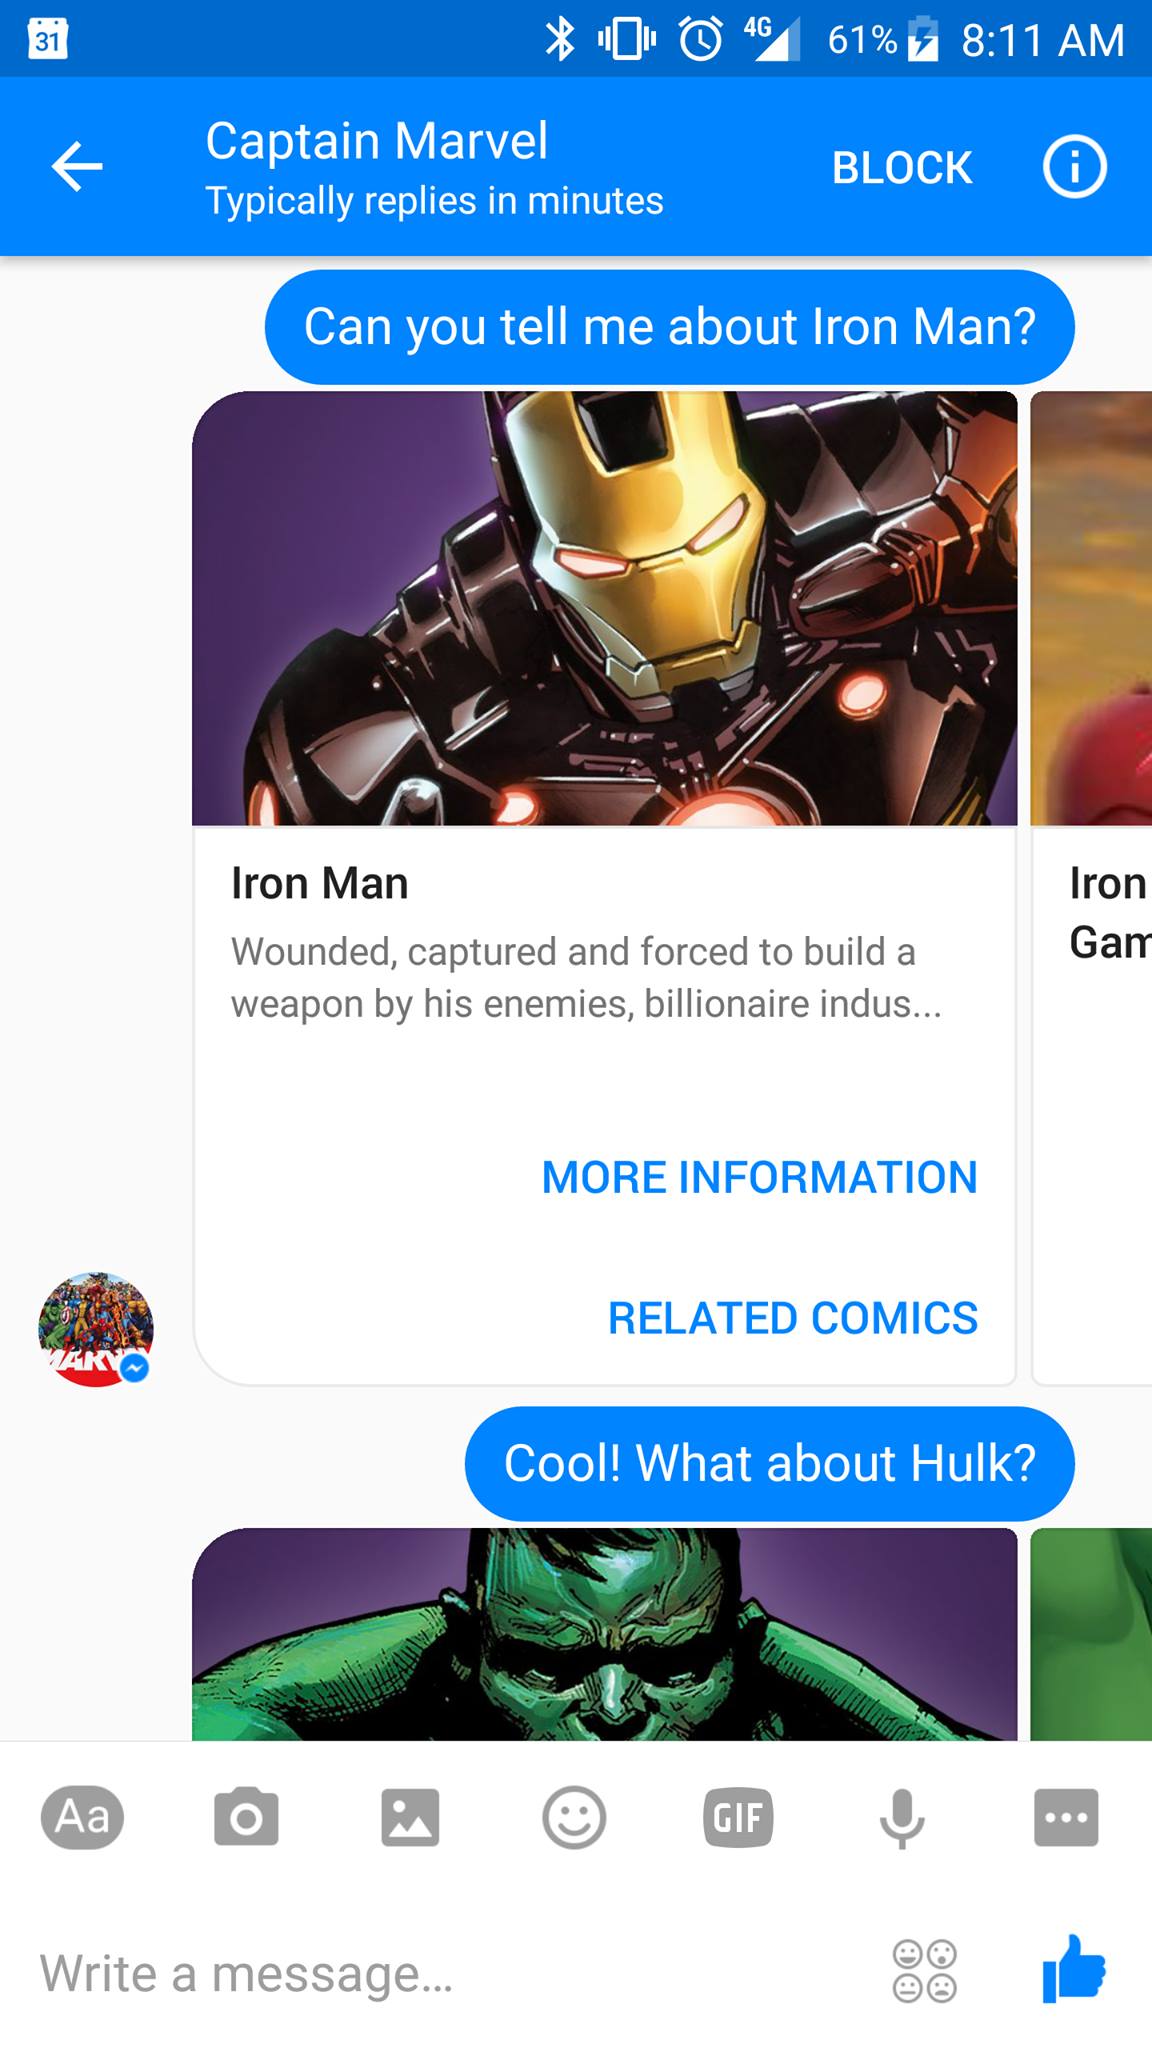 31
4G
61%
8:11 AM
Captain Marvel
Typically replies in minutes
BLOCK
Can you tell me about Iron Man?
Iron Man
Wounded, captured and forced to build a
weapon by his enemies, billionaire indus...
MORE INFORMATION
RELATED COMICS
Iron
Gam
Cool! What about Hulk?
Aa
GIF
Write a message...